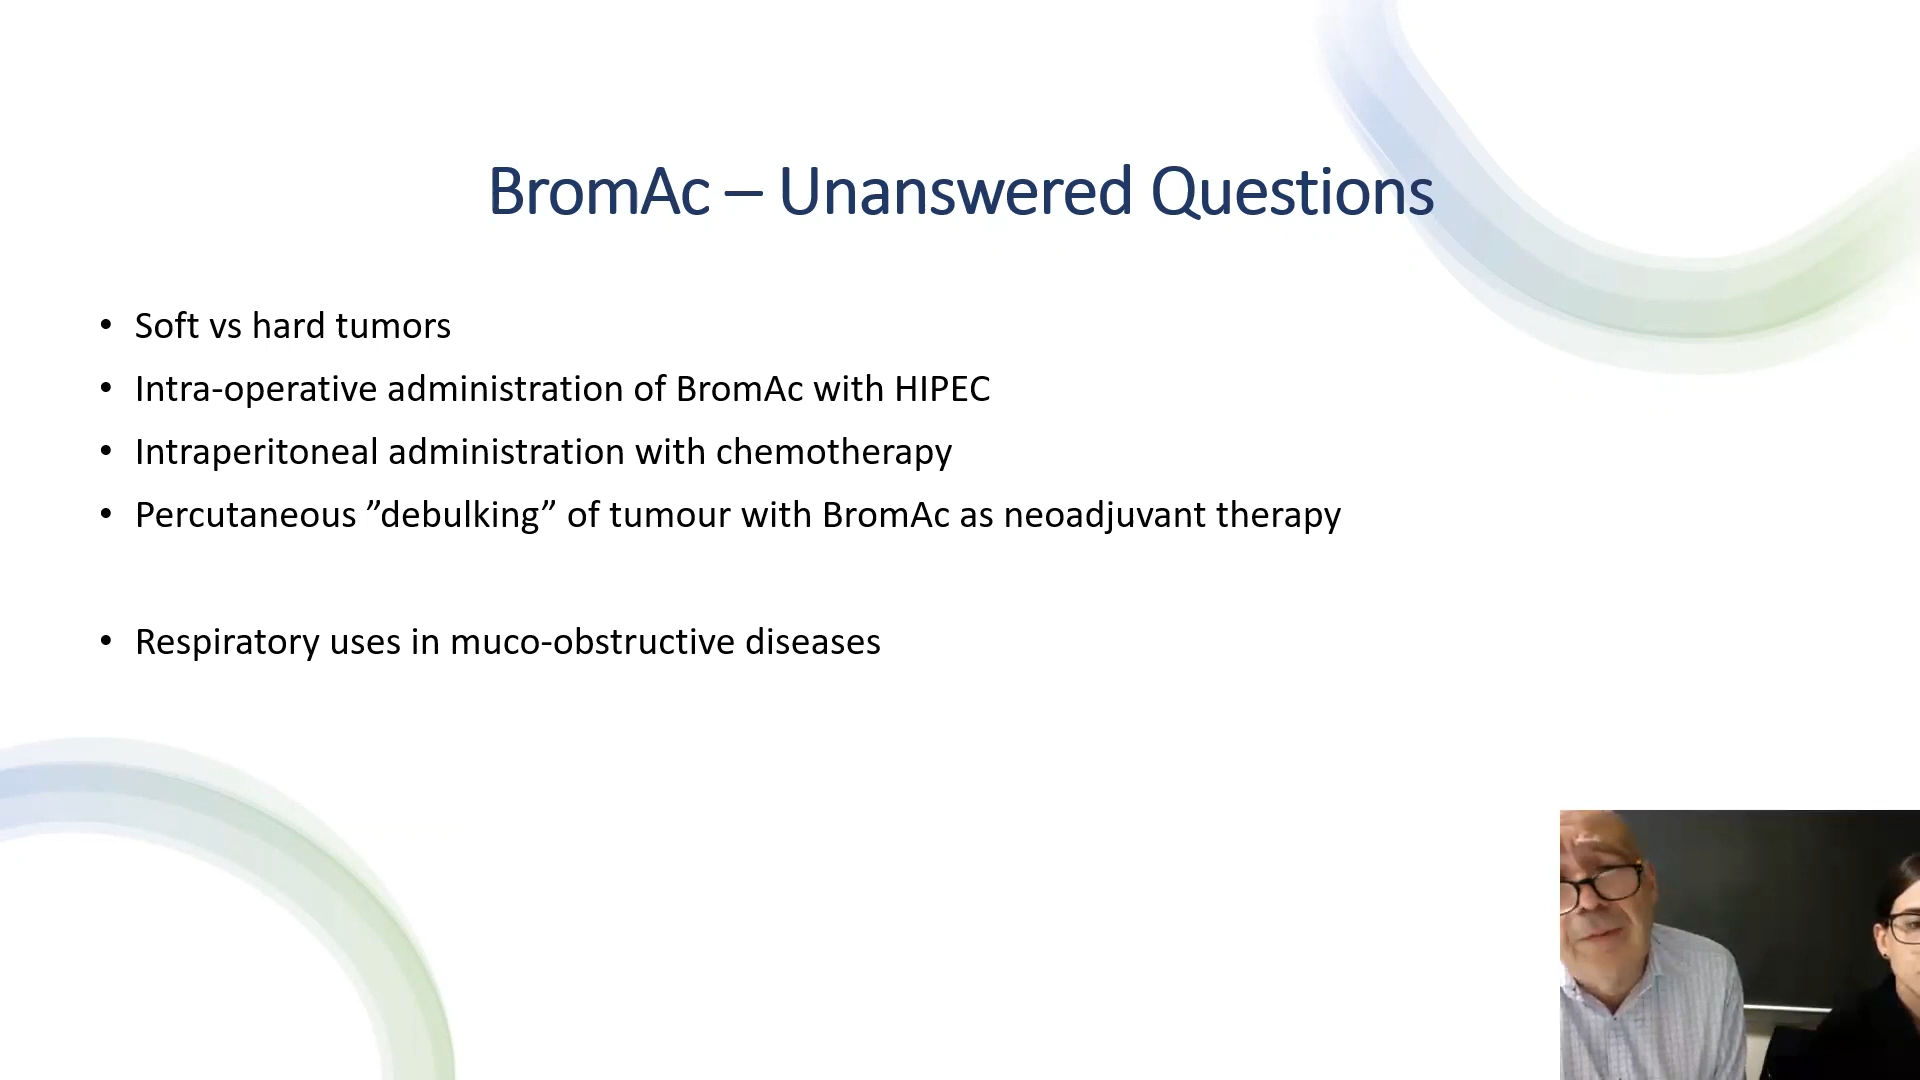 BromAc – Unanswered Questions
• Soft vs hard tumors
• Intra-operative administration of BromAc with HIPEC
• Intraperitoneal administration with chemotherapy
• Percutaneous ”debulking” of tumour with BromAc as neoadjuvant therapy
• Respiratory uses in muco-obstructive diseases